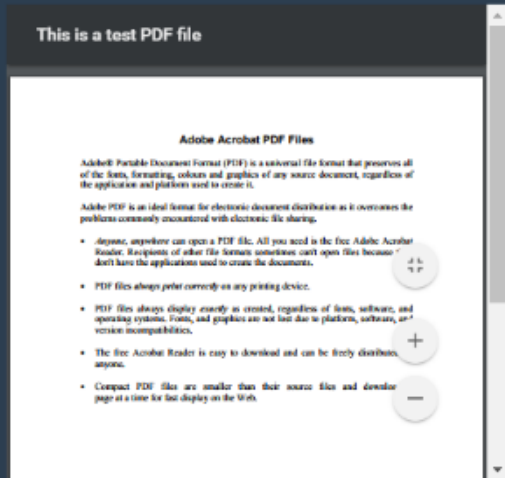 This is a test PDF file
Adobe Acrobat PDF Files
Adobe® Portable Document Format (PDF) is a universal file format that preserves all
of the fonts, formatting, colours and graphics of any source document, regardless of
the application and platform used to create it.
Adobe PDF is an ideal format for electronic document distribution as it overcomes the
problems commonly encountered with electronic file sharing.
• Anyone, anywhere can open a PDF file. All you need is the free Adobe Acrobat
Reader. Recipients of other file formats sometimes can't open files because
don't have the applications used to create the documents.
• PDF files always print correctly on any printing device.
• PDF files always display exactly as created, regardless of fonts, software, and
operating systems. Fonts, and graphics are not lost due to platform, software, and
version incompatibilities.
• The free Acrobat Reader is easy to download and can be freely distributed
anyone.
• Compact PDF files are smaller than their source files and
page at a time for fast display on the Web.